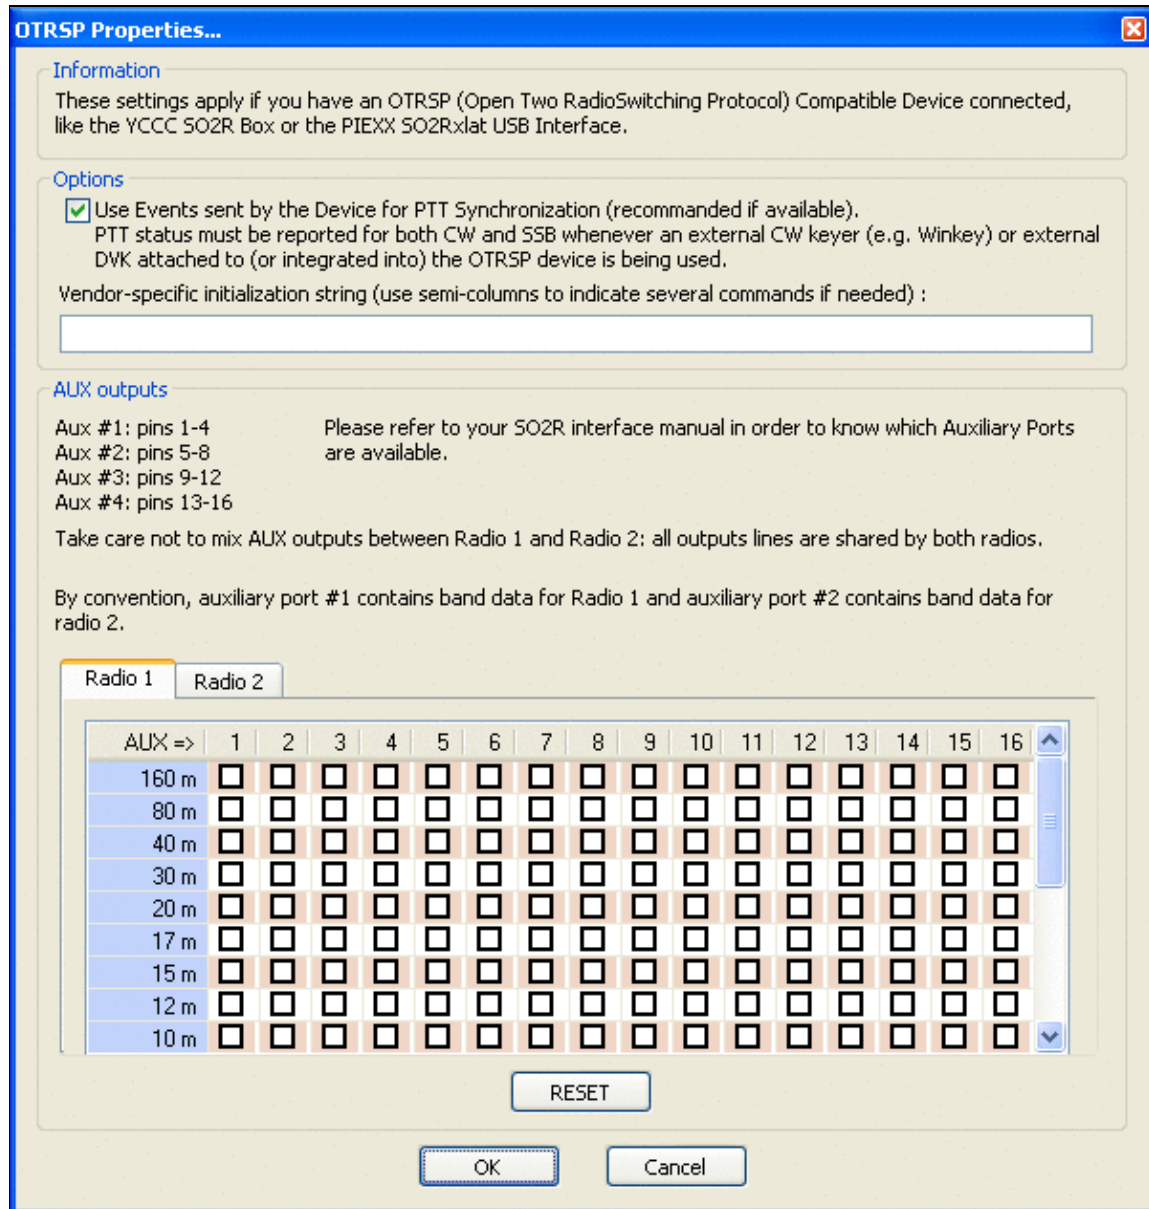 OTRSP Properties...
Information
These settings apply if you have an OTRSP (Open Two RadioSwitching Protocol) Compatible Device connected,
like the YCCC SO2R Box or the PIEXX SO2Rxlat USB Interface.
Options
Use Events sent by the Device for PTT Synchronization (recommanded if available).
PTT status must be reported for both CW and SSB whenever an external CW keyer (e.g. Winkey) or external
DVK attached to (or integrated into) the OTRSP device is being used.
Vendor-specific initialization string (use semi-columns to indicate several commands if needed) :
AUX outputs
Aux #1: pins 1-4
Aux #2: pins 5-8
Aux #3: pins 9-12
Aux #4: pins 13-16
Please refer to your SO2R interface manual in order to know which Auxiliary Ports
are available.
Take care not to mix AUX outputs between Radio 1 and Radio 2: all outputs lines are shared by both radios.
By convention, auxiliary port #1 contains band data for Radio 1 and auxiliary port #2 contains band data for
radio 2.
Radio 1 Radio 2
AUX => 1 2 3 4 5 6 7 8 9 10 11 12 13 14 15 16
160 m
80 m
40 m
30 m
20 m
17 m
15 m
12 m
10 m
RESET
OK Cancel